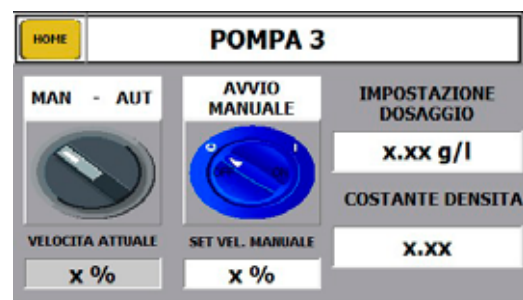 HOME
POMPA 3
MAN - AUT
AVVIO
MANUALE
IMPOSTAZIONE
DOSAGGIO
x.xx g/l
COSTANTE DENSITA
VELOCITA ATTUALE
SET VEL. MANUALE
x.xx
x %
x %